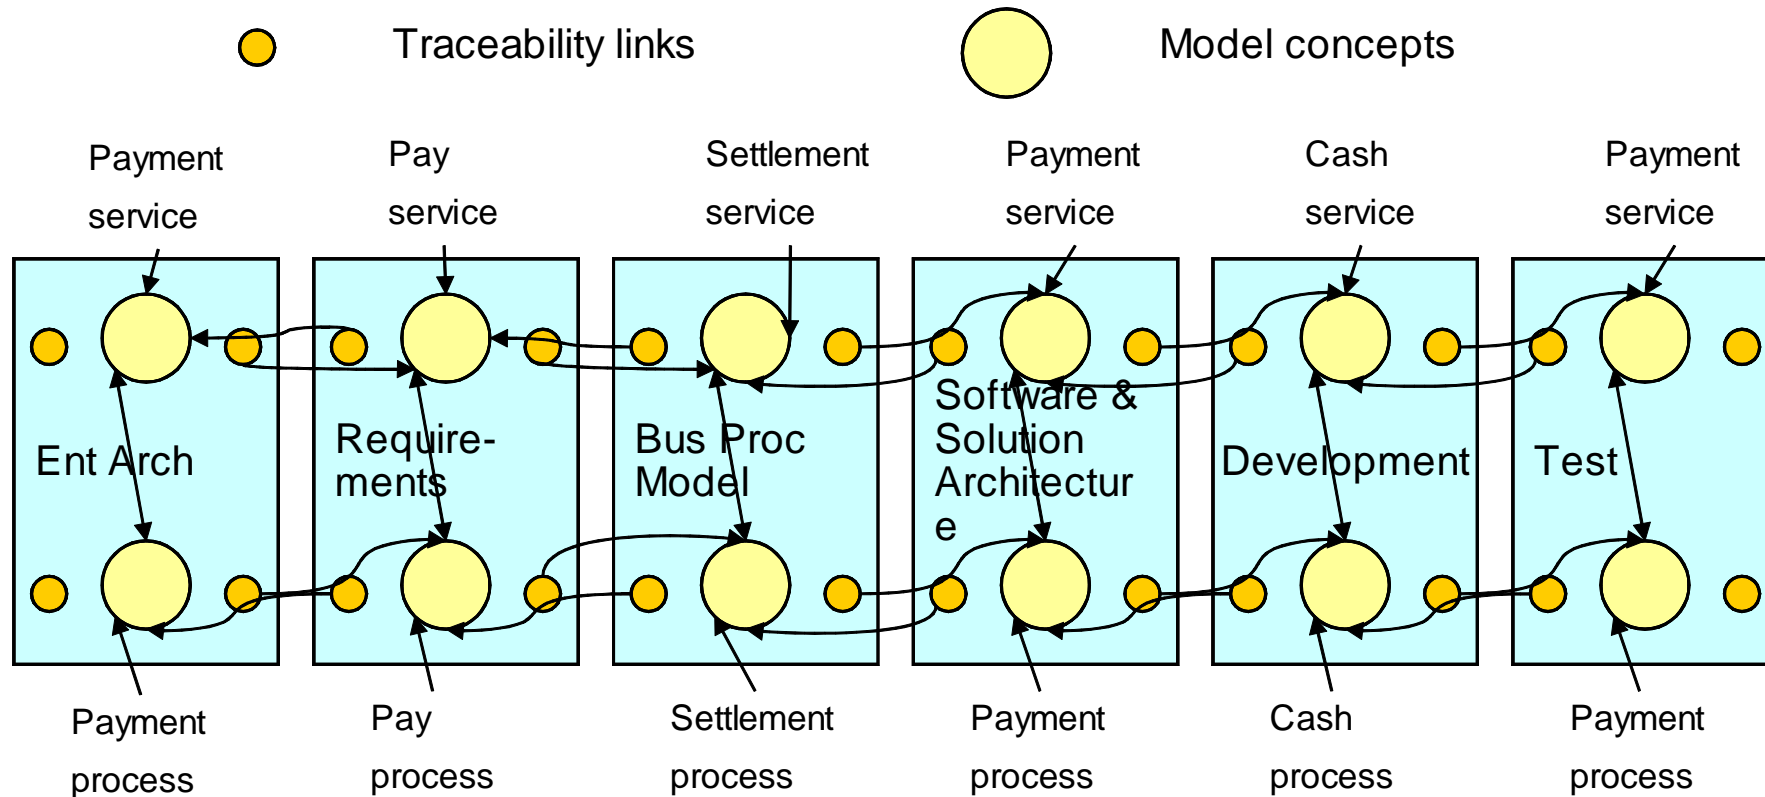 Traceability links
Model concepts
Payment
service
Pay
service
Settlement
service
Payment
service
Cash
service
Payment
service
Ent Arch
Require-
ments
Bus Proc
Model
Software &
Solution
Architectur
e
Development
Test
Payment
process
Pay
process
Settlement
process
Payment
process
Cash
process
Payment
process